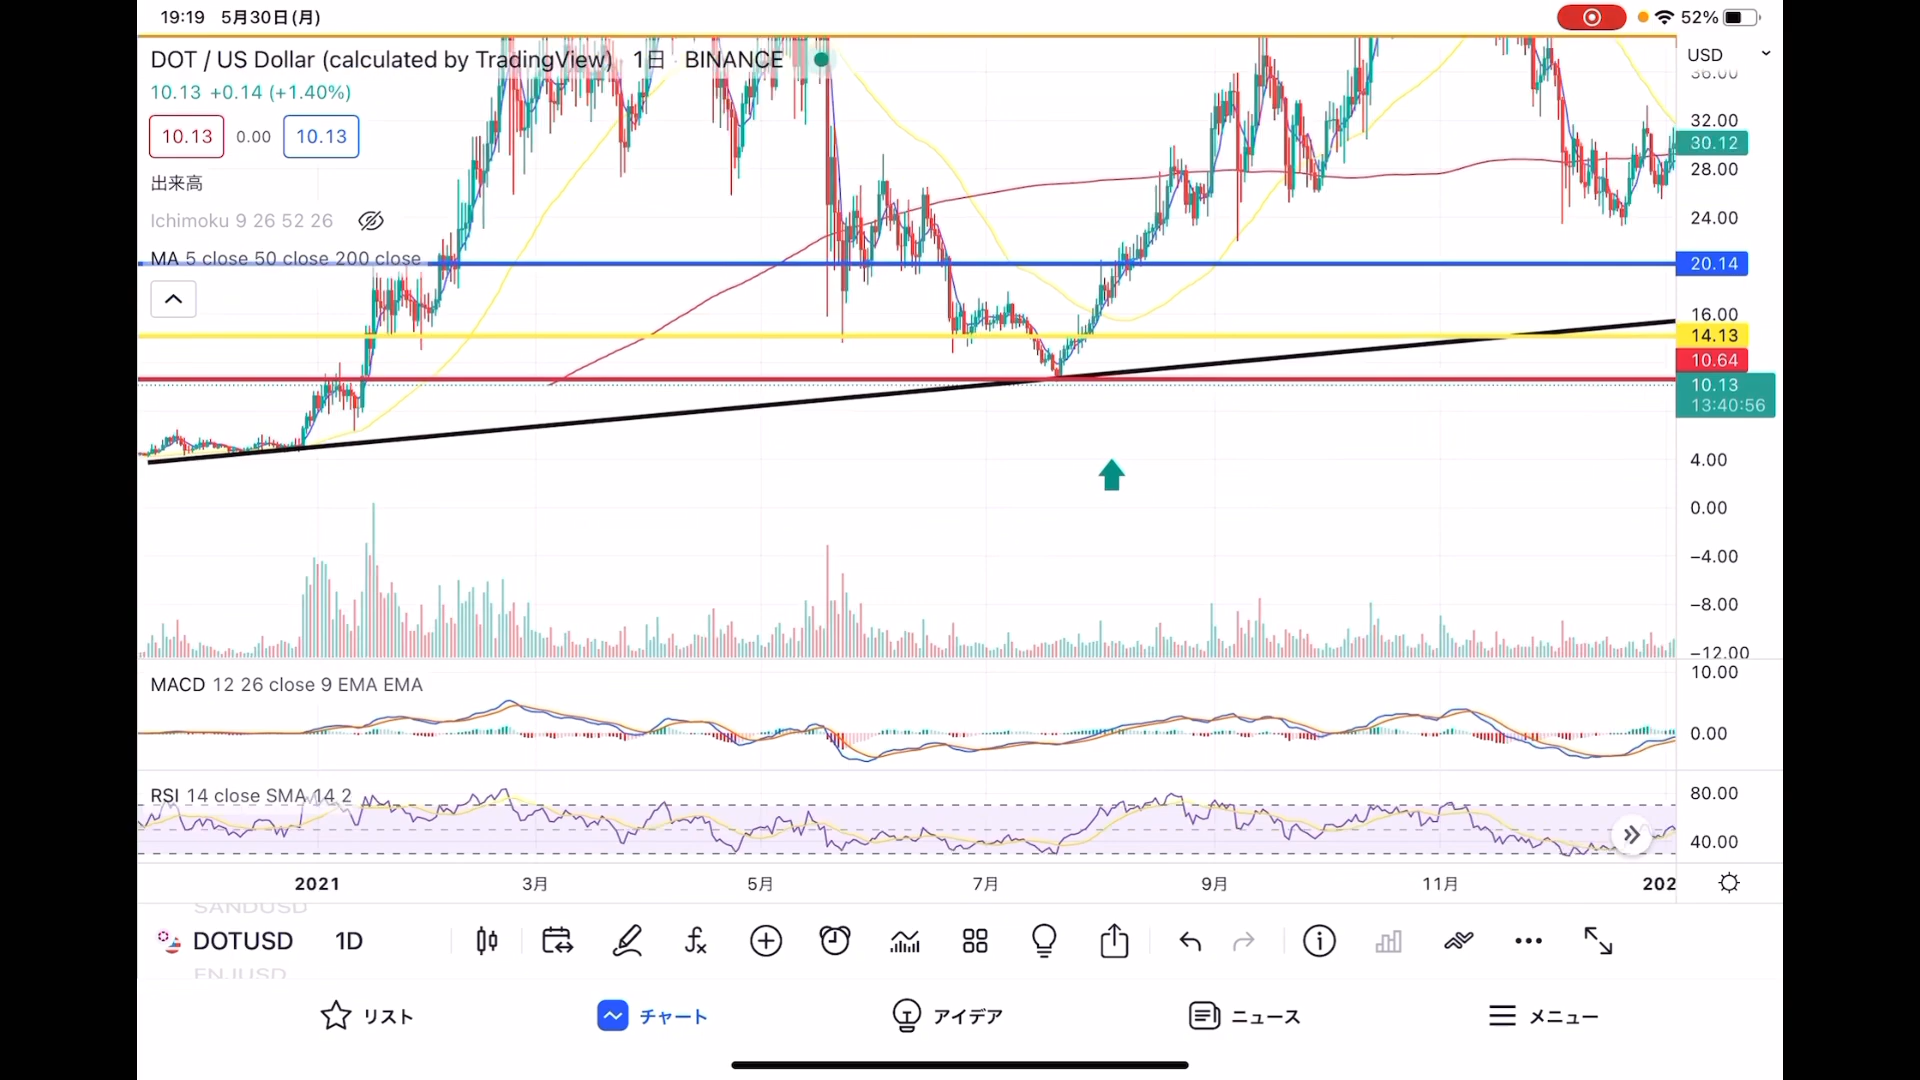 19:19 5月30日(月)
52%
DOT / US Dollar (calculated by TradingView) 1日 BINANCE
USD
10.13 +0.14 (+1.40%)
36.00
10.13 0.00 10.13
32.00
30.12
28.00
出来高
Ichimoku 9 26 52 26
24.00
MA 5 close 50 close 200 close
20.14
16.00
14.13
10.64
10.13
13:40:56
4.00
0.00
−4.00
−8.00
−12.00
MACD 12 26 close 9 EMA EMA
10.00
0.00
RSI 14 close SMA 14 2
80.00
40.00
2021 3月 5月 7月 9月 11月 202
SANDUSD
DOTUSD 1D
ENJUSD
リスト チャート アイデア ニュース メニュー